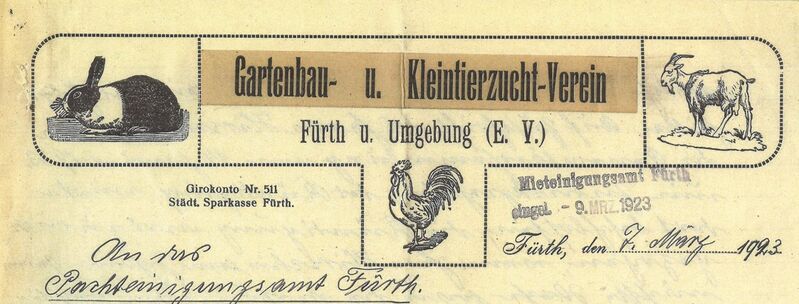 Gartenbau- u. Kleintierzucht-Verein
Fürth u. Umgebung (E. V.)
Girokonto Nr. 511
Städt. Sparkasse Fürth.
Mieteinigungsamt Fürth
eingel - 9. MRZ. 1923
Fürth, den 7. März 1923
An das
Pachteinigungsamt Fürth.